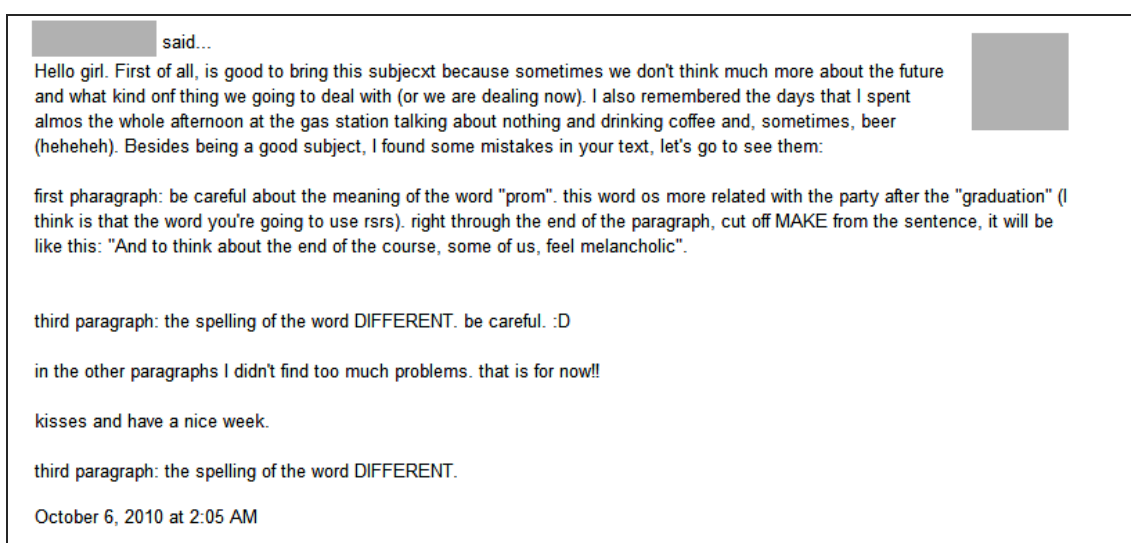 said...
Hello girl. First of all, is good to bring this subjecxt because sometimes we don't think much more about the future
and what kind onf thing we going to deal with (or we are dealing now). I also remembered the days that I spent
almos the whole afternoon at the gas station talking about nothing and drinking coffee and, sometimes, beer
(heheheh). Besides being a good subject, I found some mistakes in your text, let's go to see them:
first pharagraph: be careful about the meaning of the word "prom". this word os more related with the party after the "graduation" (I
think is that the word you're going to use rsrs). right through the end of the paragraph, cut off MAKE from the sentence, it will be
like this: "And to think about the end of the course, some of us, feel melancholic".
third paragraph: the spelling of the word DIFFERENT. be careful. :D
in the other paragraphs I didn't find too much problems. that is for now!!
kisses and have a nice week.
third paragraph: the spelling of the word DIFFERENT.
October 6, 2010 at 2:05 AM